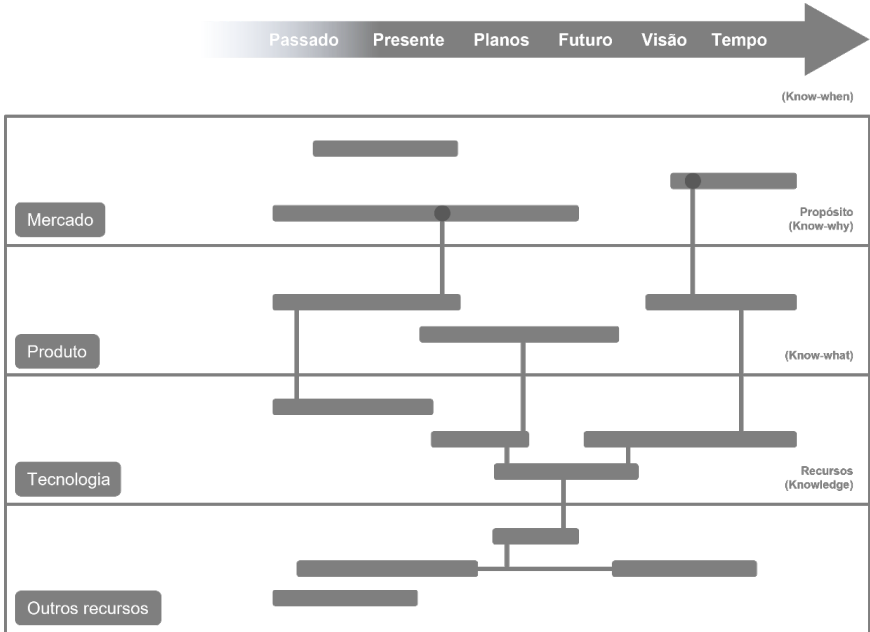 Passado Presente Planos Futuro Visão Tempo
(Know-when)
Mercado
Propósito
(Know-why)
Produto
(Know-what)
Tecnologia
Recursos
(Knowledge)
Outros recursos